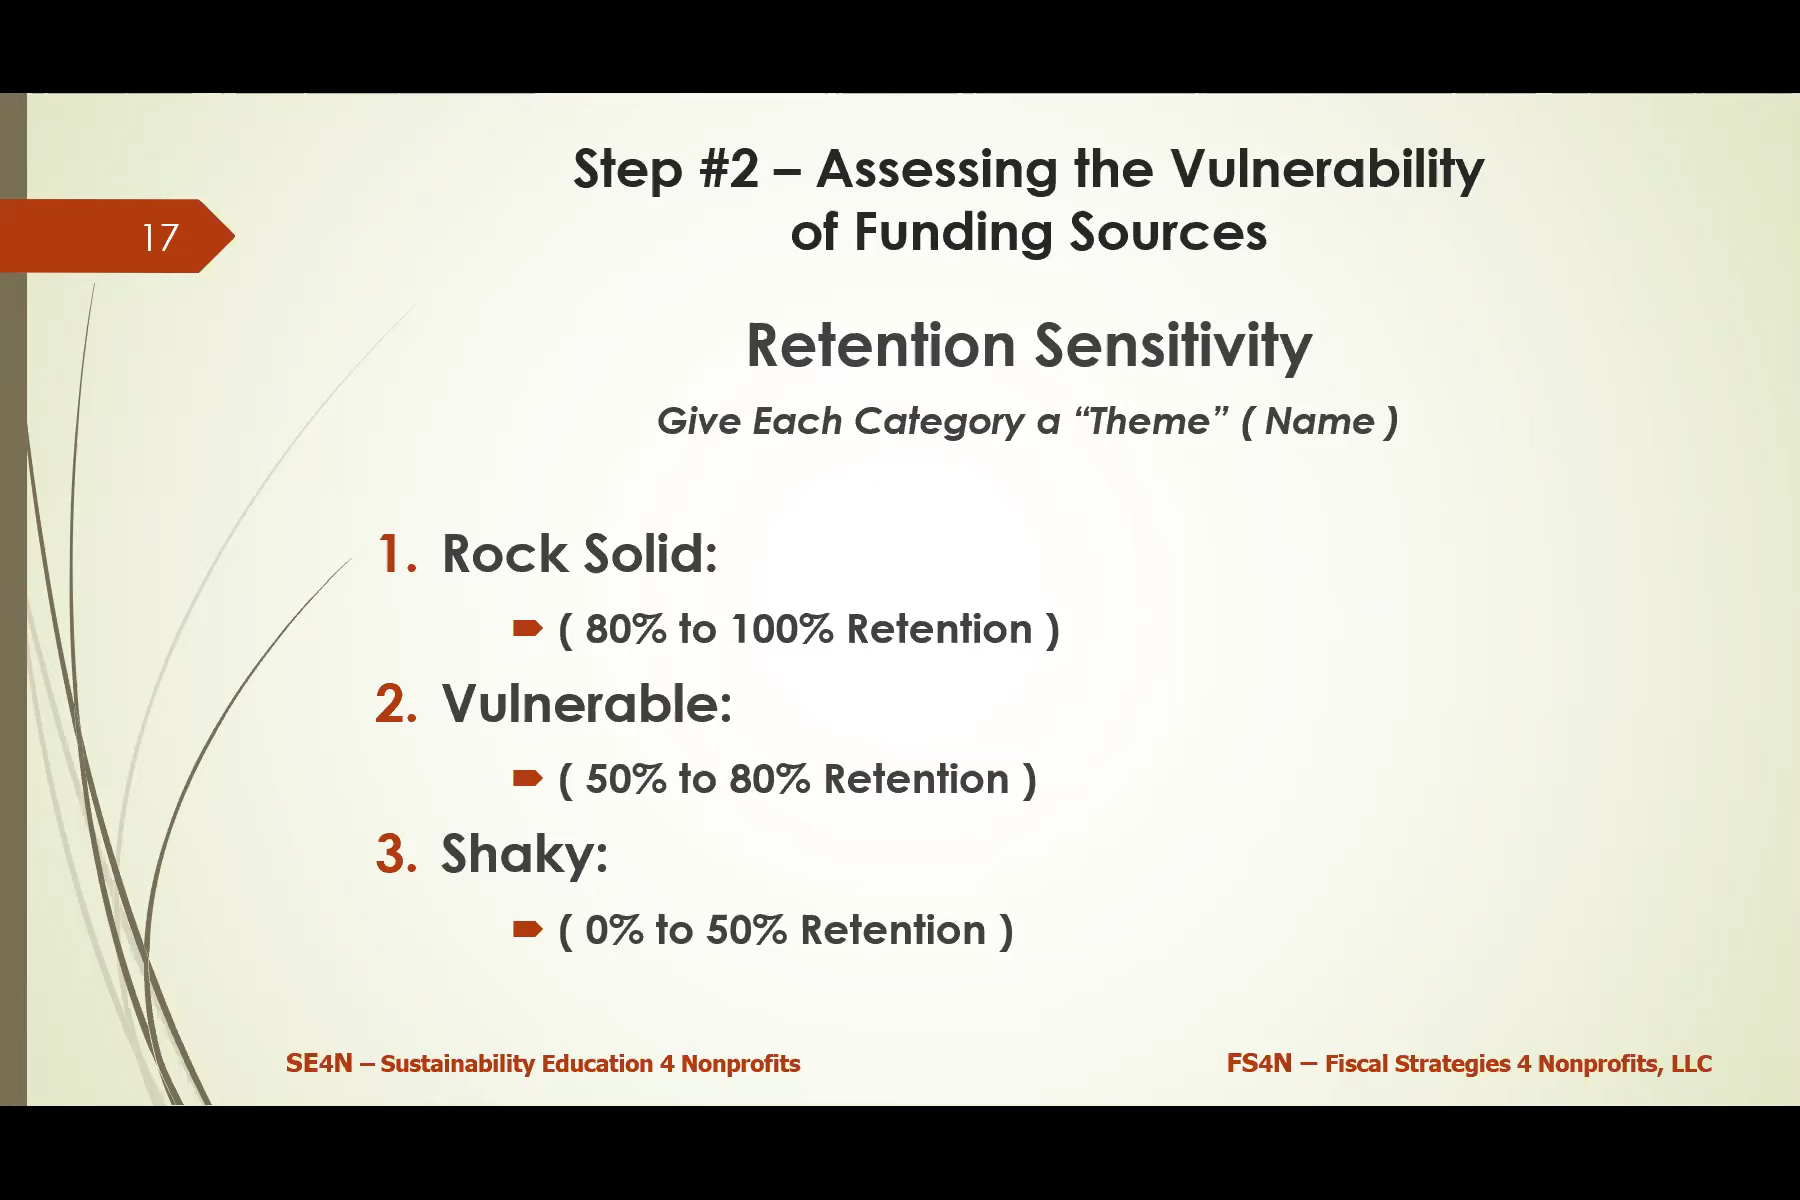 Step #2 – Assessing the Vulnerability
of Funding Sources
17
Retention Sensitivity
Give Each Category a “Theme” ( Name )
1. Rock Solid:
( 80% to 100% Retention )
2. Vulnerable:
( 50% to 80% Retention )
3. Shaky:
( 0% to 50% Retention )
SE4N – Sustainability Education 4 Nonprofits
FS4N – Fiscal Strategies 4 Nonprofits, LLC